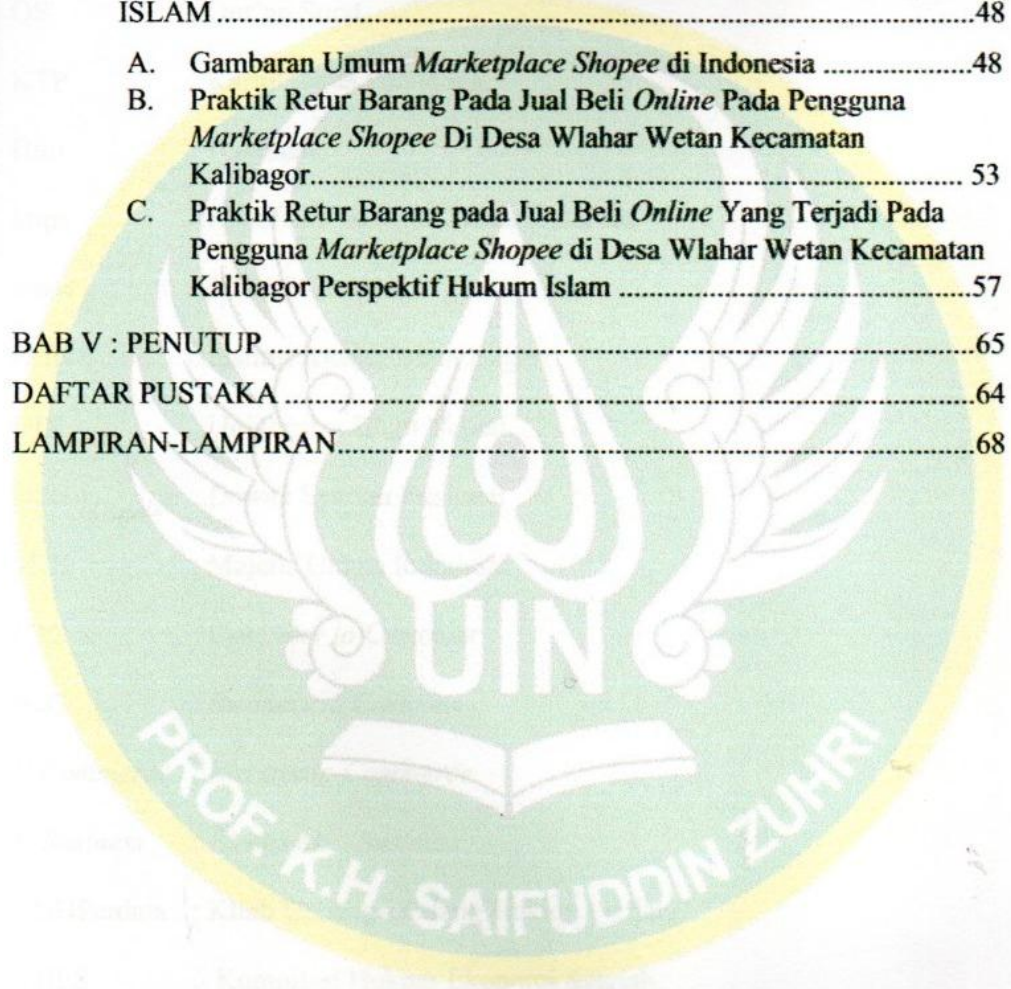 ISLAM ....................................................................................................48
A. Gambaran Umum Marketplace Shopee di Indonesia ....................48
B. Praktik Retur Barang Pada Jual Beli Online Pada Pengguna
Marketplace Shopee Di Desa Wlahar Wetan Kecamatan
Kalibagor.......................................................................................... 53
C. Praktik Retur Barang pada Jual Beli Online Yang Terjadi Pada
Pengguna Marketplace Shopee di Desa Wlahar Wetan Kecamatan
Kalibagor Perspektif Hukum Islam ...............................................57
BAB V : PENUTUP ...............................................................................65
DAFTAR PUSTAKA .............................................................................64
LAMPIRAN-LAMPIRAN......................................................................68
UIN
PROF. K.H. SAIFUDDIN ZUHRI